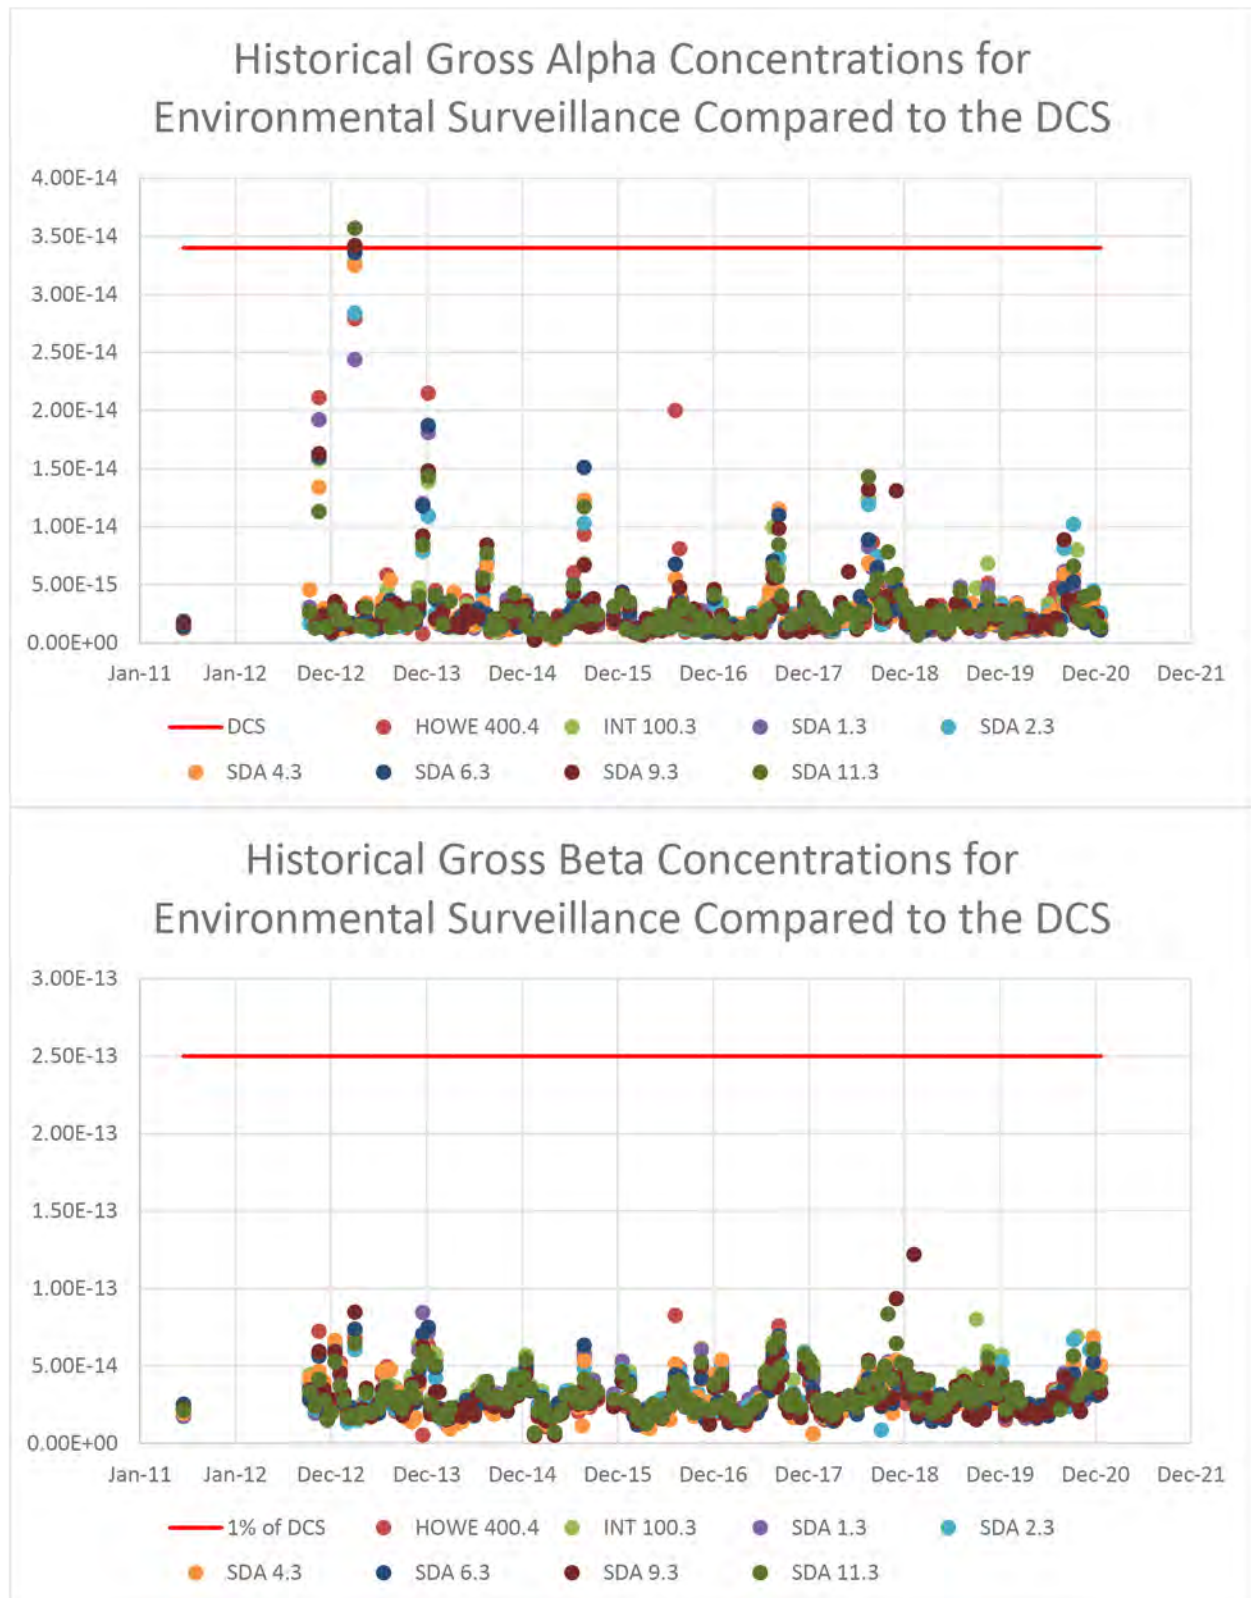 Historical Gross Alpha Concentrations for
Environmental Surveillance Compared to the DCS
4.00E-14
3.50E-14
3.00E-14
2.50E-14
2.00E-14
1.50E-14
1.00E-14
5.00E-15
0.00E+00
Jan-11 Jan-12 Dec-12 Dec-13 Dec-14 Dec-15 Dec-16 Dec-17 Dec-18 Dec-19 Dec-20 Dec-21
DCS HOWE 400.4 INT 100.3 SDA 1.3 SDA 2.3
SDA 4.3 SDA 6.3 SDA 9.3 SDA 11.3
Historical Gross Beta Concentrations for
Environmental Surveillance Compared to the DCS
3.00E-13
2.50E-13
2.00E-13
1.50E-13
1.00E-13
5.00E-14
0.00E+00
Jan-11 Jan-12 Dec-12 Dec-13 Dec-14 Dec-15 Dec-16 Dec-17 Dec-18 Dec-19 Dec-20 Dec-21
1% of DCS HOWE 400.4 INT 100.3 SDA 1.3 SDA 2.3
SDA 4.3 SDA 6.3 SDA 9.3 SDA 11.3